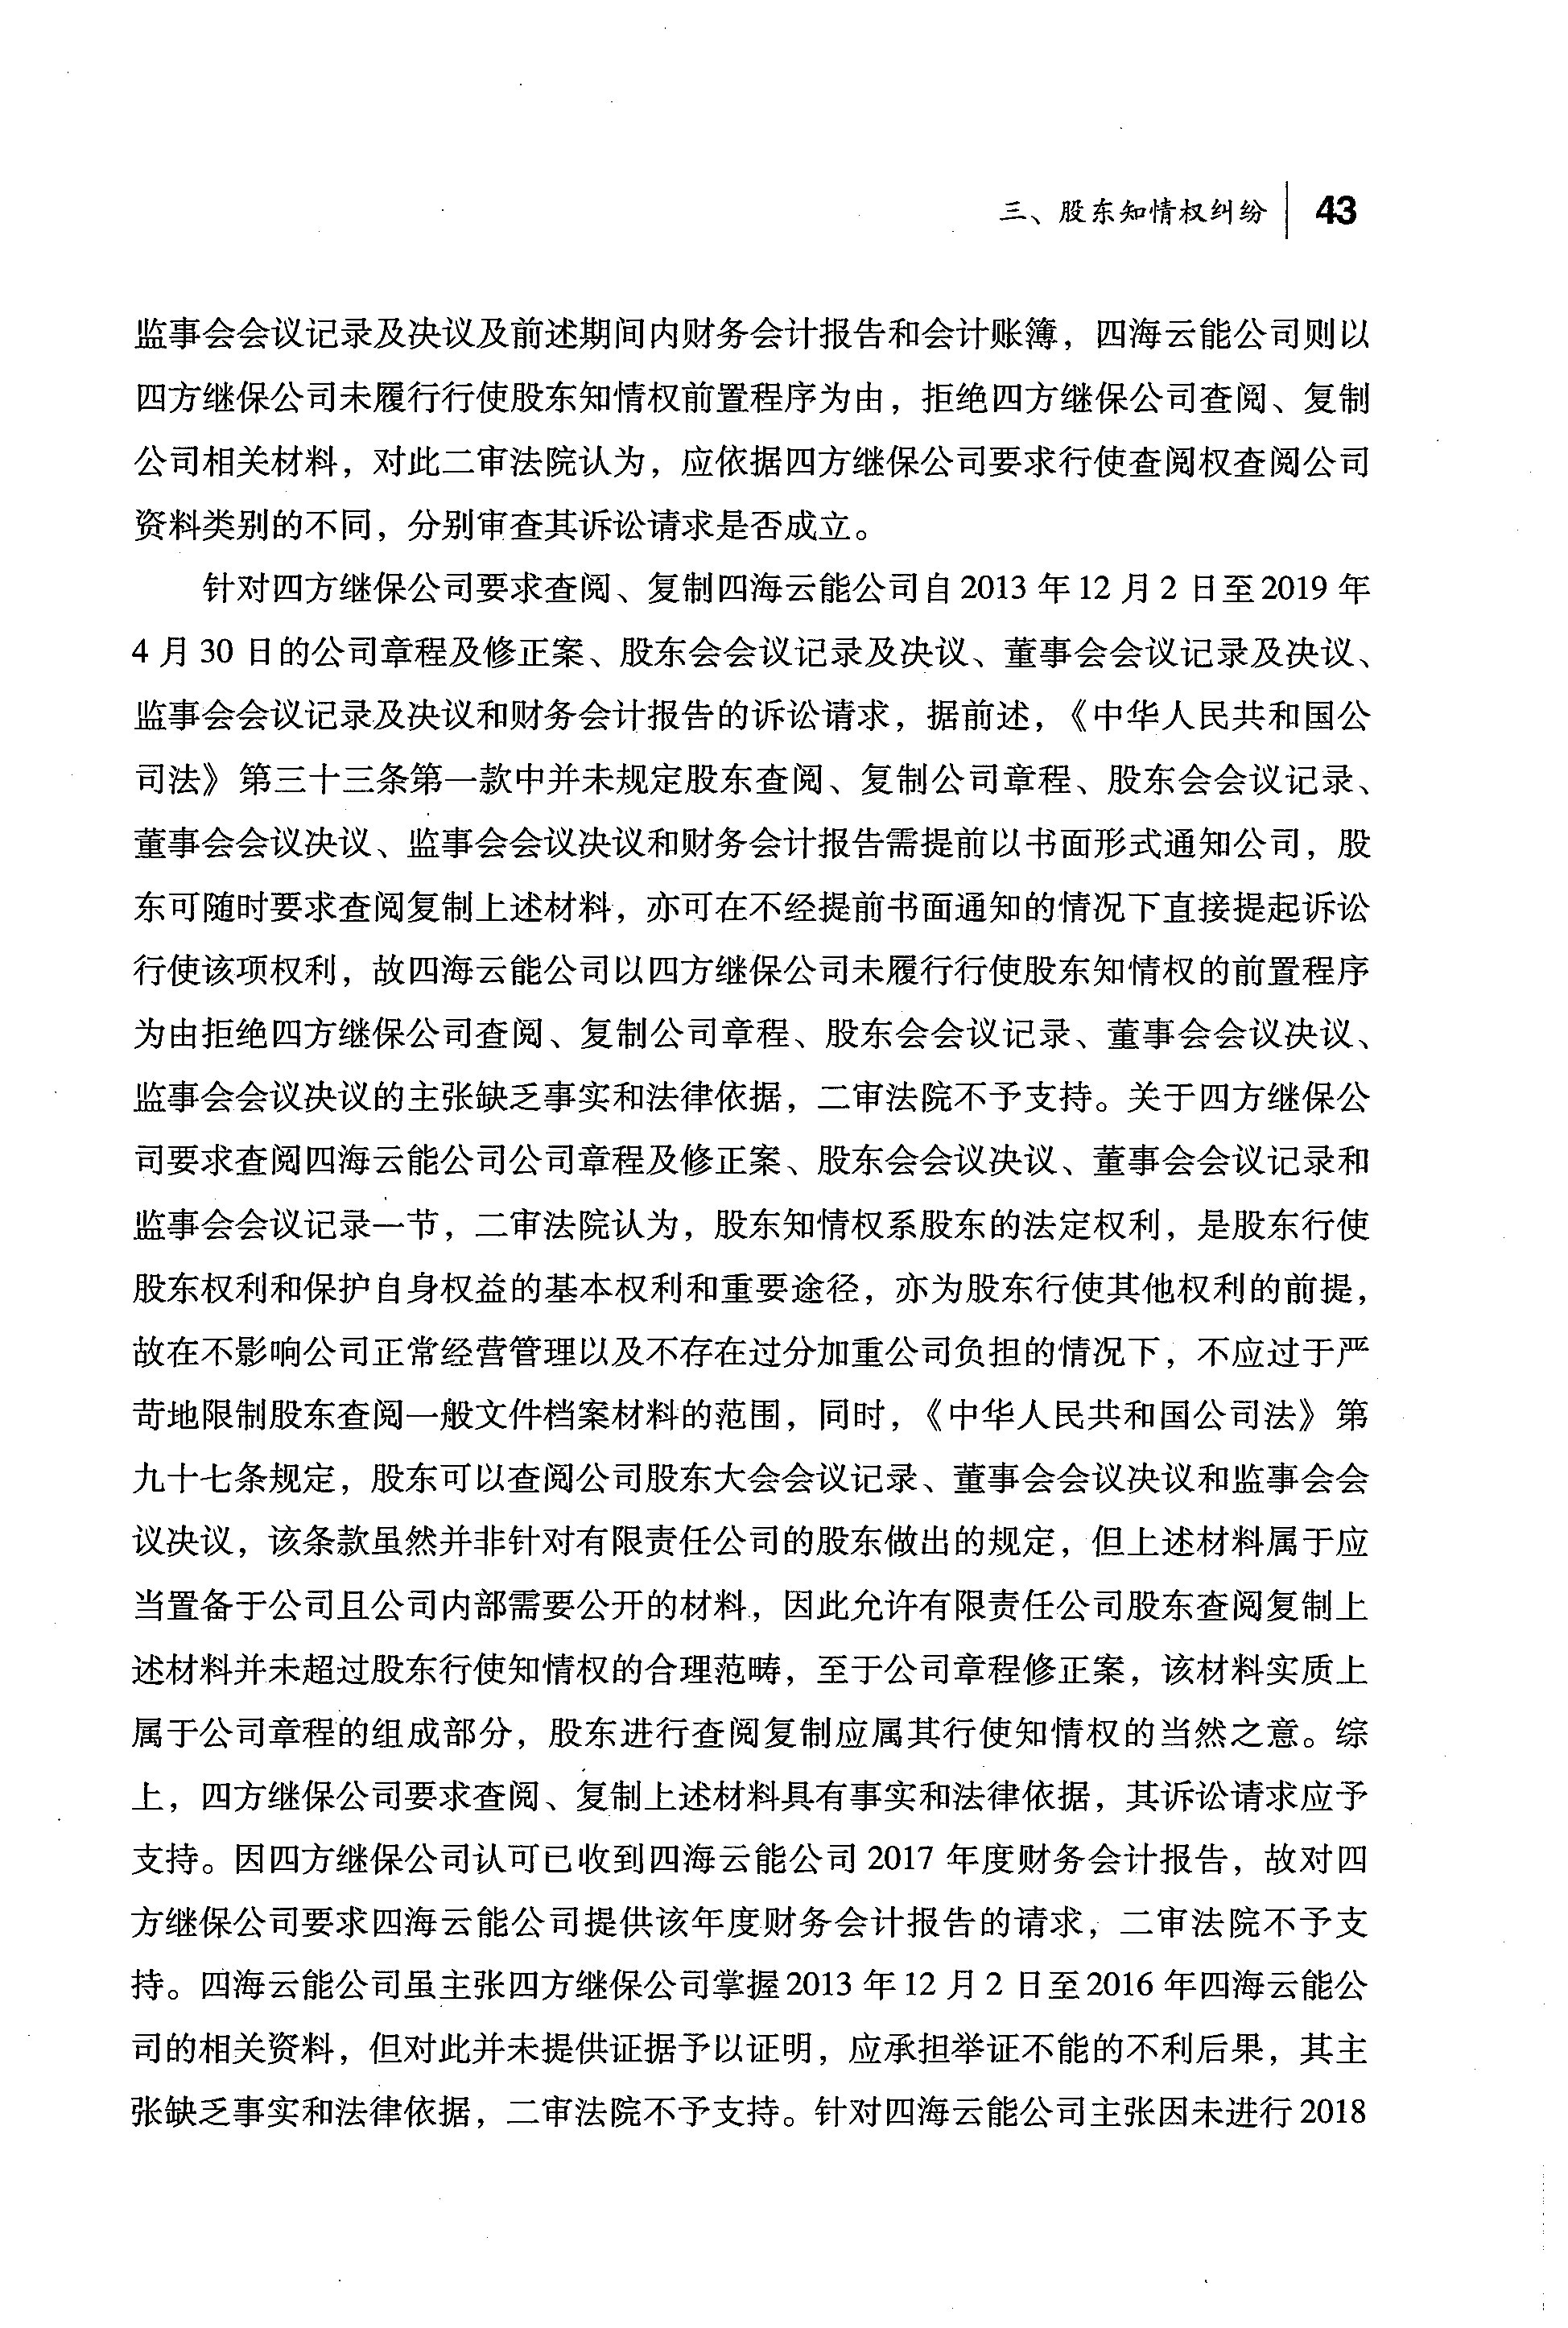 三、股东知情权纠纷 43
监事会会议记录及决议及前述期间内财务会计报告和会计账簿，四海云能公司则以
四方继保公司未履行行使股东知情权前置程序为由，拒绝四方继保公司查阅、复制
公司相关材料，对此二审法院认为，应依据四方继保公司要求行使查阅权查阅公司
资料类别的不同，分别审查其诉讼请求是否成立。
针对四方继保公司要求查阅、复制四海云能公司自2013 年12 月2 日至2019 年
4 月 30 日的公司章程及修正案、股东会会议记录及决议、董事会会议记录及决议、
监事会会议记录及决议和财务会计报告的诉讼请求，据前述，《中华人民共和国公
司法》第三十三条第一款中并未规定股东查阅、复制公司章程、股东会会议记录、
董事会会议决议、监事会会议决议和财务会计报告需提前以书面形式通知公司，股
东可随时要求查阅复制上述材料，亦可在不经提前书面通知的情况下直接提起诉讼
行使该项权利，故四海云能公司以四方继保公司未履行行使股东知情权的前置程序
为由拒绝四方继保公司查阅、复制公司章程、股东会会议记录、董事会会议决议、
监事会会议决议的主张缺乏事实和法律依据，二审法院不予支持。关于四方继保公
司要求查阅四海云能公司公司章程及修正案、股东会会议决议、董事会会议记录和
监事会会议记录一节，二审法院认为，股东知情权系股东的法定权利，是股东行使
股东权利和保护自身权益的基本权利和重要途径，亦为股东行使其他权利的前提，
故在不影响公司正常经营管理以及不存在过分加重公司负担的情况下，不应过于严
苛地限制股东查阅一般文件档案材料的范围，同时，《中华人民共和国公司法》第
九十七条规定，股东可以查阅公司股东大会会议记录、董事会会议决议和监事会会
议决议，该条款虽然并非针对有限责任公司的股东做出的规定，但上述材料属于应
当置备于公司且公司内部需要公开的材料，因此允许有限责任公司股东查阅复制上
述材料并未超过股东行使知情权的合理范畴，至于公司章程修正案，该材料实质上
属于公司章程的组成部分，股东进行查阅复制应属其行使知情权的当然之意。综
上，四方继保公司要求查阅、复制上述材料具有事实和法律依据，其诉讼请求应予
支持。因四方继保公司认可已收到四海云能公司 2017 年度财务会计报告，故对四
方继保公司要求四海云能公司提供该年度财务会计报告的请求，二审法院不予支
持。四海云能公司虽主张四方继保公司掌握2013 年12 月2 日至2016 年四海云能公
司的相关资料，但对此并未提供证据予以证明，应承担举证不能的不利后果，其主
张缺乏事实和法律依据，二审法院不予支持。针对四海云能公司主张因未进行2018